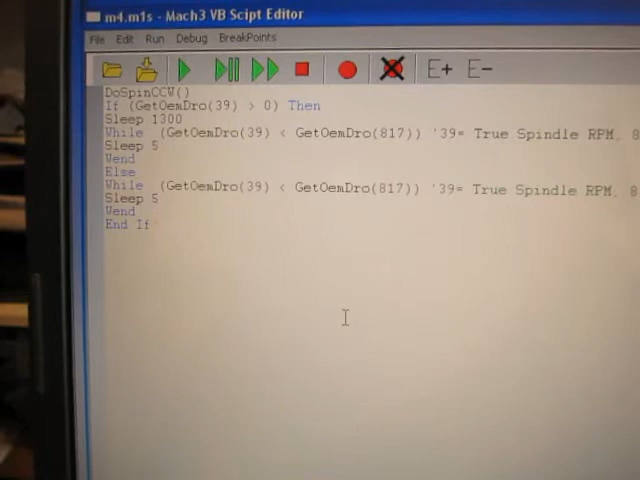 m4.m1s - Mach3 VB Scipt Editor
File Edit Run Debug BreakPoints
E+ E-
DoSpinCCW()
If (GetOemDro(39) > 0) Then
Sleep 1300
While (GetOemDro(39) < GetOemDro(817)) '39= True Spindle RPM, 8
Sleep 5
Wend
Else
While (GetOemDro(39) < GetOemDro(817)) '39= True Spindle RPM, 8
Sleep 5
Wend
End If